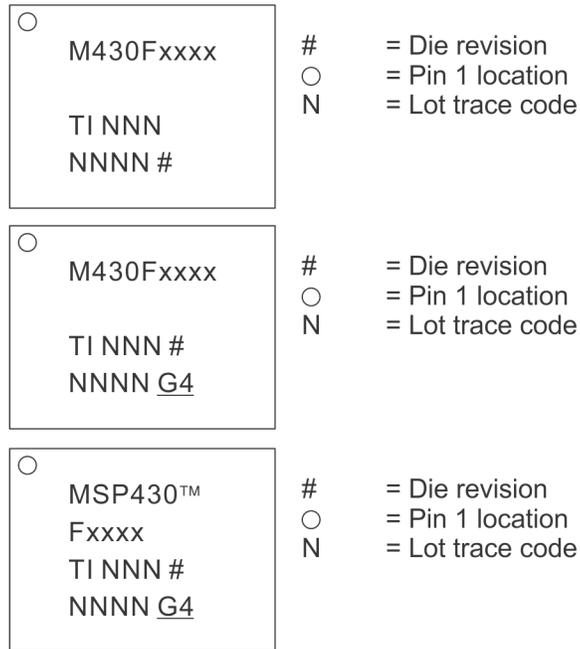 M430Fxxxx
TI NNN
NNNN #
# = Die revision
○ = Pin 1 location
N = Lot trace code
M430Fxxxx
TI NNN #
NNNN G4
# = Die revision
○ = Pin 1 location
N = Lot trace code
MSP430™
Fxxxx
TI NNN #
NNNN G4
# = Die revision
○ = Pin 1 location
N = Lot trace code